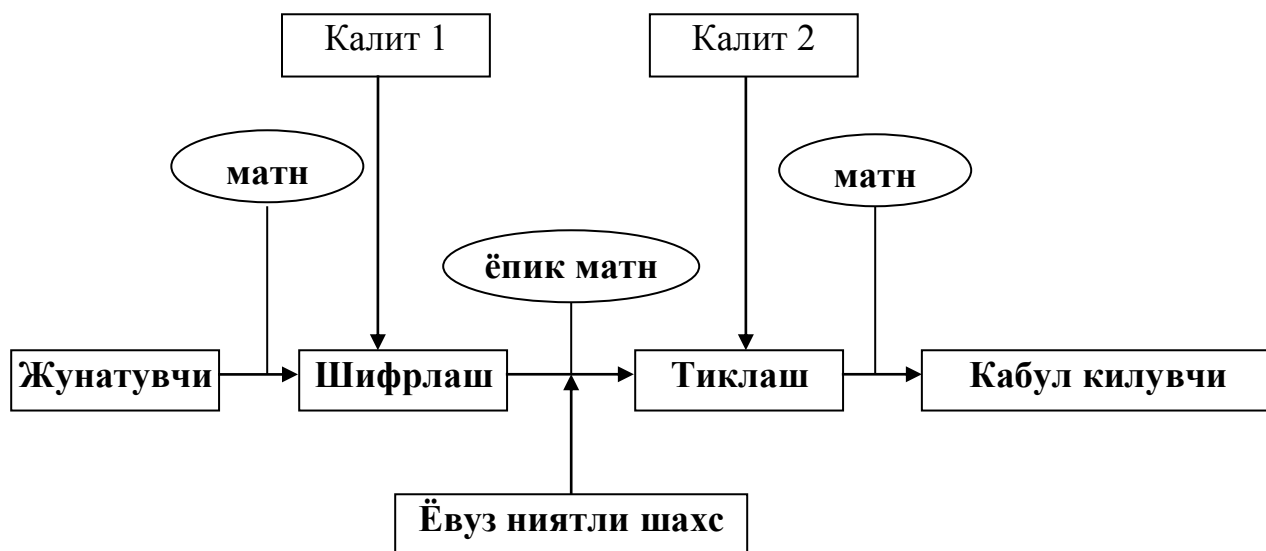 Калит 1
Калит 2
матн
матн
ёпик матн
Жунатувчи
Шифрлаш
Тиклаш
Кабул килувчи
Ёвуз ниятли шахс